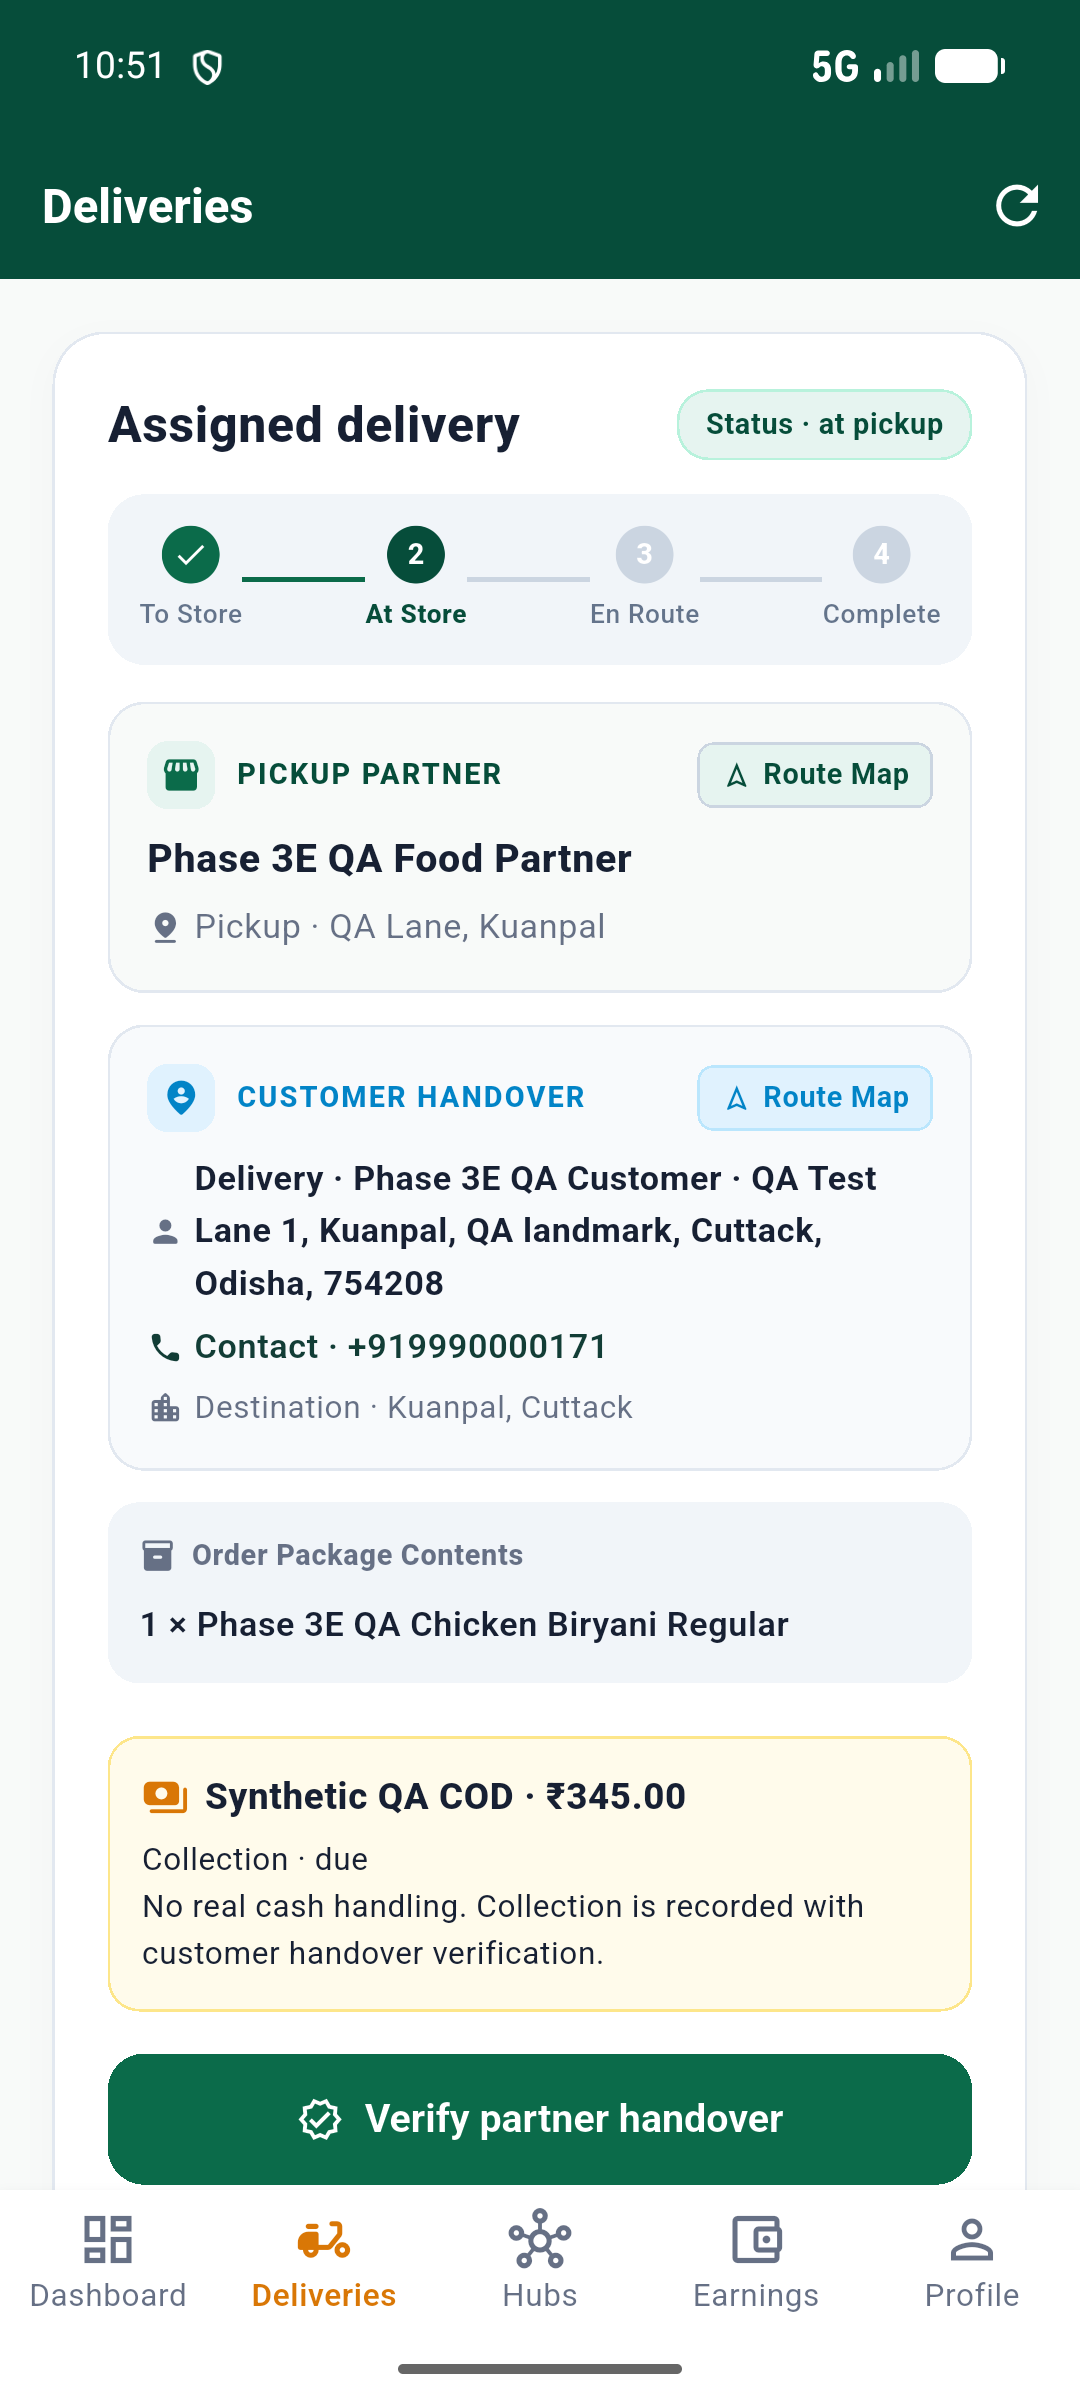 10:51
5G
Deliveries
Assigned delivery
Status · at pickup
2
3
4
To Store
At Store
En Route
Complete
PICKUP PARTNER
Route Map
Phase 3E QA Food Partner
Pickup · QA Lane, Kuanpal
CUSTOMER HANDOVER
Route Map
Delivery · Phase 3E QA Customer · QA Test
Lane 1, Kuanpal, QA landmark, Cuttack,
Odisha, 754208
Contact · +919990000171
Destination · Kuanpal, Cuttack
Order Package Contents
1 × Phase 3E QA Chicken Biryani Regular
Synthetic QA COD · ₹345.00
Collection · due
No real cash handling. Collection is recorded with
customer handover verification.
Verify partner handover
Dashboard
Deliveries
Hubs
Earnings
Profile